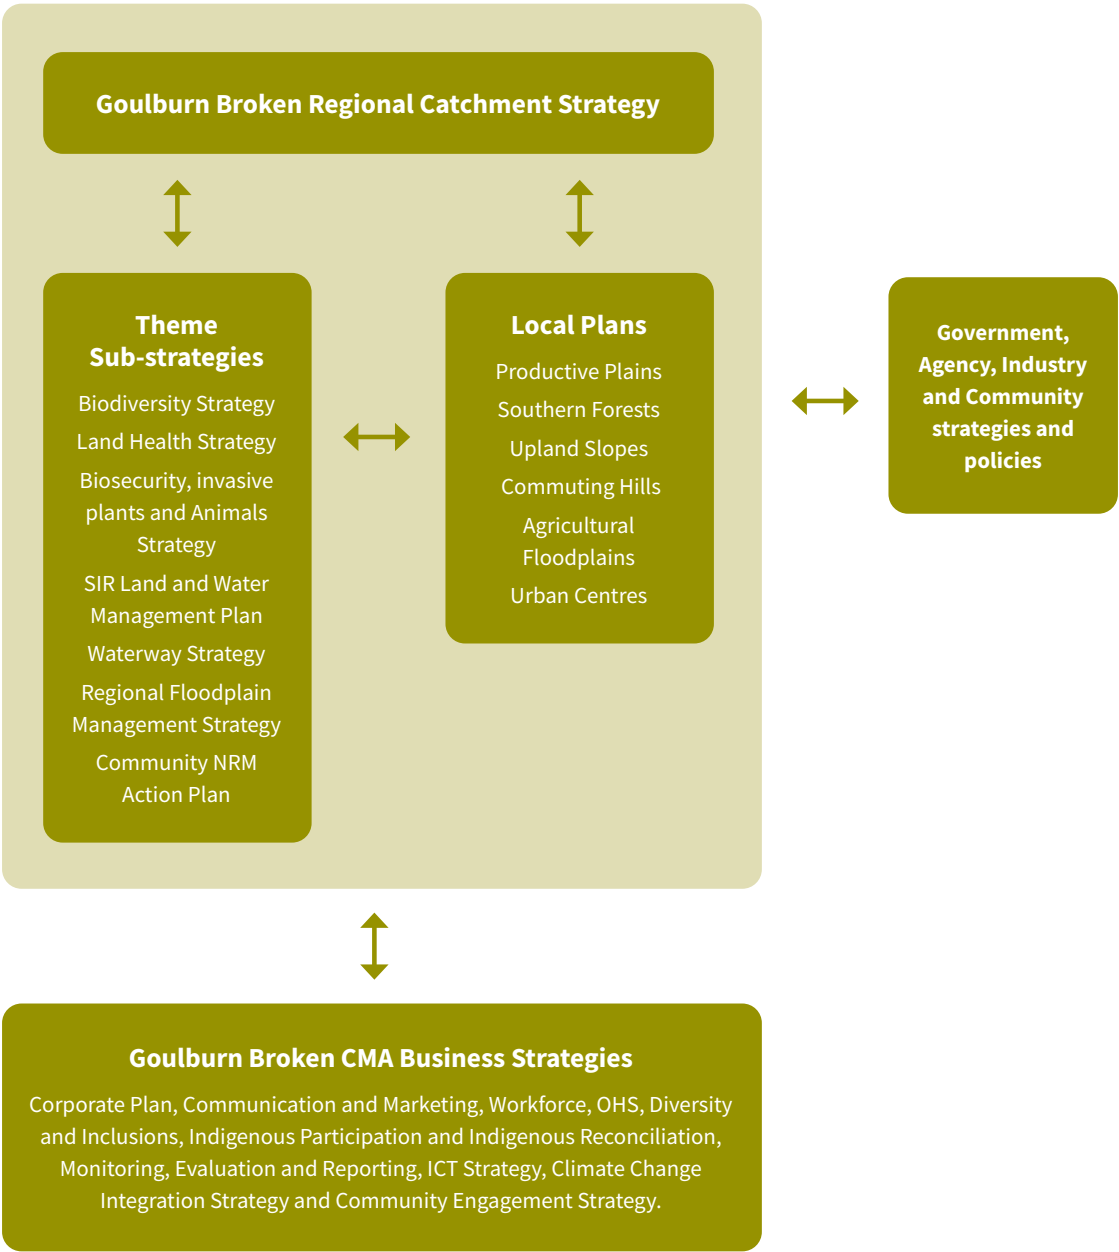 Goulburn Broken Regional Catchment Strategy
Theme
Sub-strategies
Biodiversity Strategy
Land Health Strategy
Biosecurity, invasive
plants and Animals
Strategy
SIR Land and Water
Management Plan
Waterway Strategy
Regional Floodplain
Management Strategy
Community NRM
Action Plan
Local Plans
Productive Plains
Southern Forests
Upland Slopes
Commuting Hills
Agricultural
Floodplains
Urban Centres
Government,
Agency, Industry
and Community
strategies and
policies
Goulburn Broken CMA Business Strategies
Corporate Plan, Communication and Marketing, Workforce, OHS, Diversity
and Inclusions, Indigenous Participation and Indigenous Reconciliation,
Monitoring, Evaluation and Reporting, ICT Strategy, Climate Change
Integration Strategy and Community Engagement Strategy.